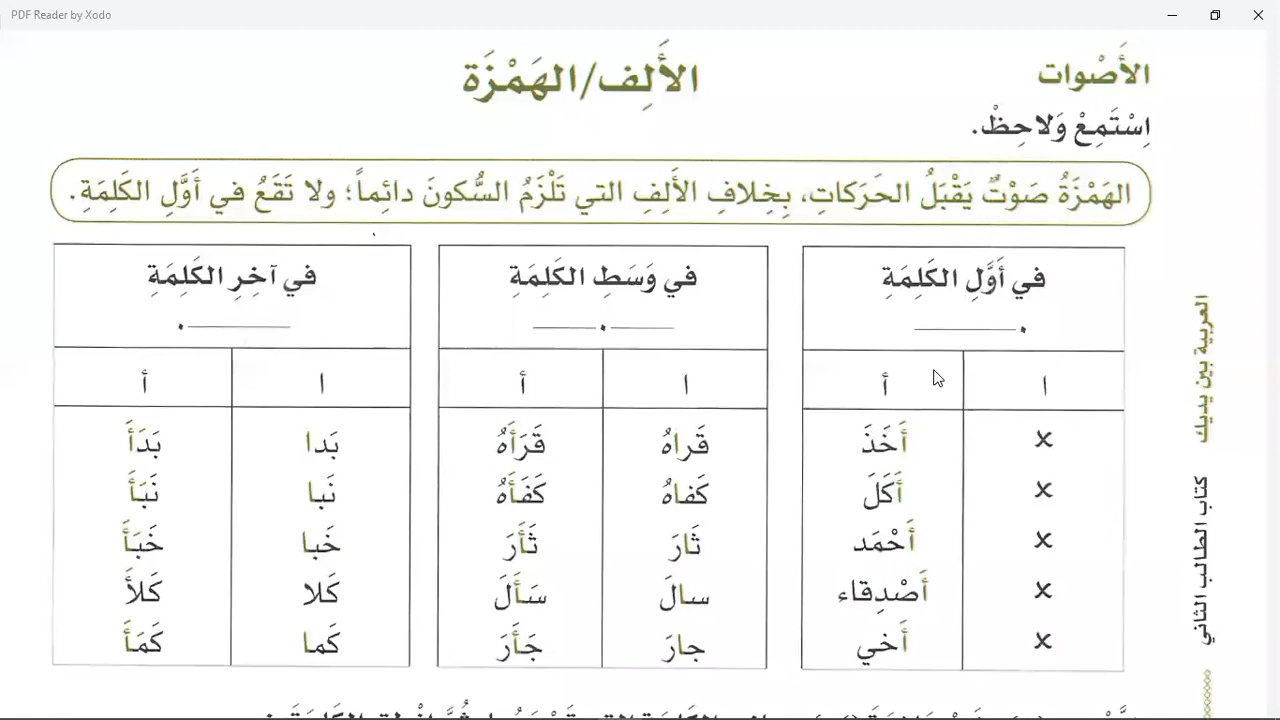 PDF Reader by Xodo
الأَصْوات
الأَلِف/الهَمْزَة
اِسْتَمِعْ وَلاحِظْ.
الهَمْزَةُ صَوْتٌ يَقْبَلُ الحَرَكاتِ، بِخِلافِ الأَلِفِ التي تَلْزَمُ السُّكونَ دائِماً؛ ولا تَقَعُ في أَوَّلِ الكَلِمَةِ.
في أَوَّلِ الكَلِمَةِ في وَسَطِ الكَلِمَةِ في آخِرِ الكَلِمَةِ
ا أ ا أ ا أ
x أَخَذَ قَراهُ قَرَأَهُ بَدا بَدَأَ
x أَكَلَ كَفاهُ كَفَأَهُ نَبا نَبَأَ
x أَحْمَد ثَارَ ثَأَرَ خَبا خَبَأَ
x أَصْدِقاء سالَ سَأَلَ كَلا كَلأَ
x أَخي جارَ جَأَرَ كَما كَمَأَ
العربية بين يديك
كتاب الطالب الثاني